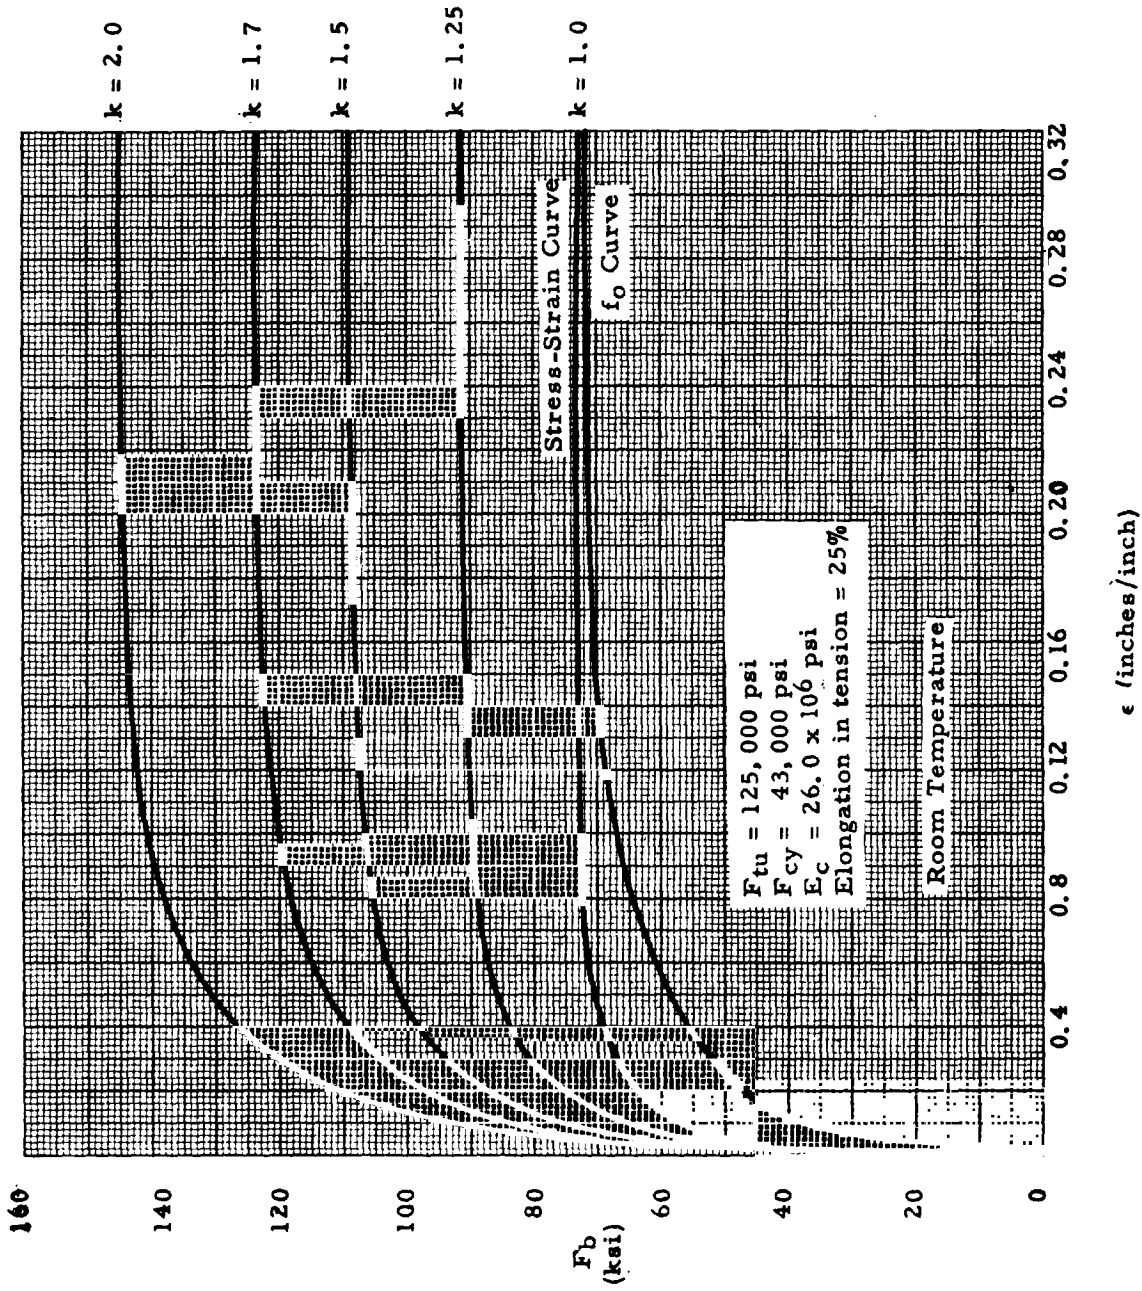 k = 2.0
k = 1.7
k = 1.5
k = 1.25
k = 1.0
Stress-Strain Curve
fo Curve
Ftu = 125,000 psi
Fcy = 43,000 psi
Ec = 26.0 x 10⁶ psi
Elongation in tension = 25%
Room Temperature
160
140
120
100
80
60
40
20
0
Fb
(ksi)
0.4
0.8
0.12
0.16
0.20
0.24
0.28
0.32
ϵ (inches/inch)